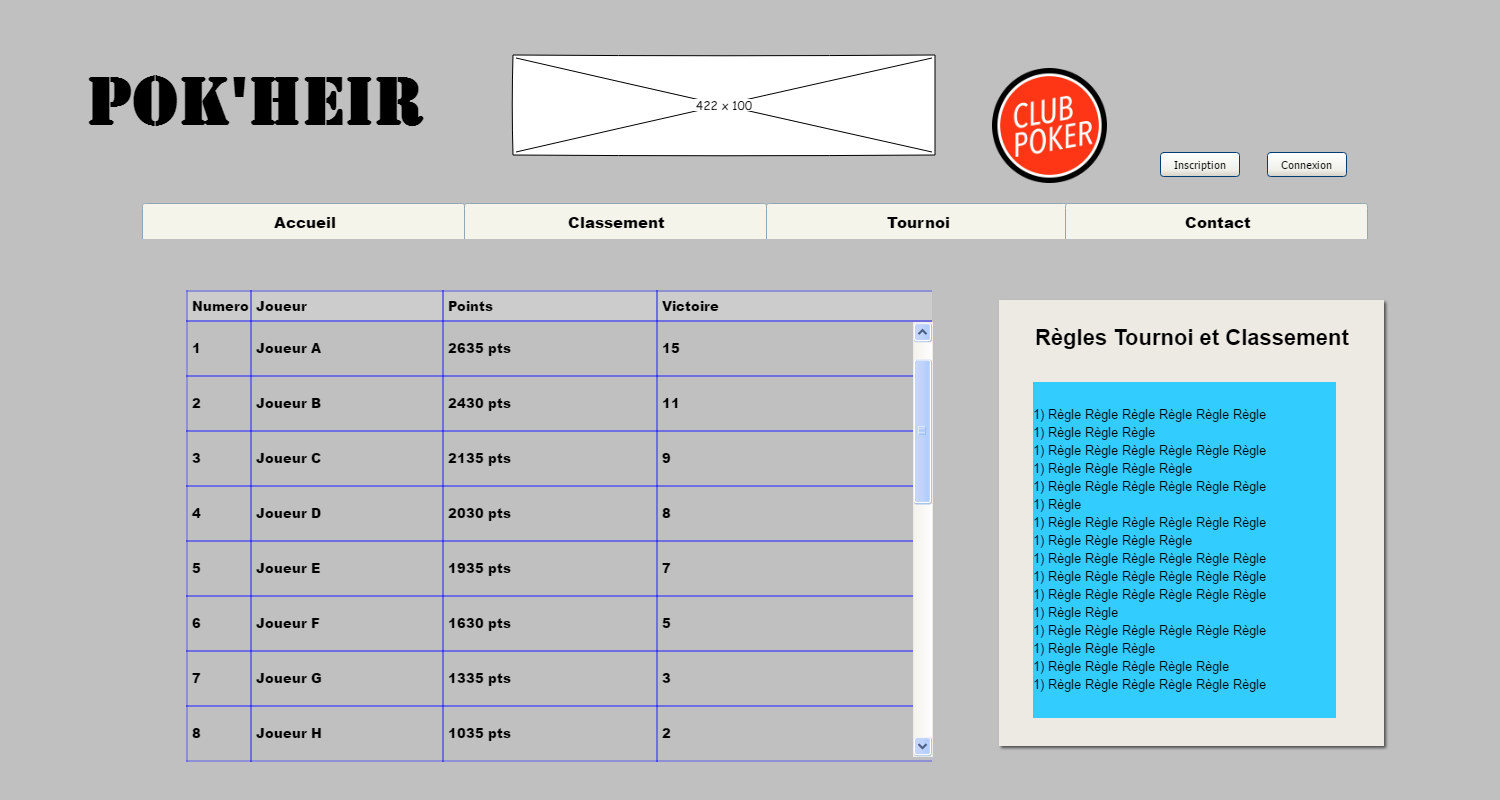 POK'HEIR
422 x 100
CLUB
POKER
Inscription
Connexion
Accueil
Classement
Tournoi
Contact
Numero Joueur Points Victoire
1 Joueur A 2635 pts 15
2 Joueur B 2430 pts 11
3 Joueur C 2135 pts 9
4 Joueur D 2030 pts 8
5 Joueur E 1935 pts 7
6 Joueur F 1630 pts 5
7 Joueur G 1335 pts 3
8 Joueur H 1035 pts 2
Règles Tournoi et Classement
1) Règle Règle Règle Règle Règle Règle
1) Règle Règle Règle
1) Règle Règle Règle Règle Règle Règle
1) Règle Règle Règle Règle
1) Règle Règle Règle Règle Règle Règle
1) Règle
1) Règle Règle Règle Règle Règle Règle
1) Règle Règle Règle Règle
1) Règle Règle Règle Règle Règle Règle
1) Règle Règle Règle Règle Règle Règle
1) Règle Règle Règle Règle Règle Règle
1) Règle Règle
1) Règle Règle Règle Règle Règle Règle
1) Règle Règle Règle
1) Règle Règle Règle Règle Règle
1) Règle Règle Règle Règle Règle Règle